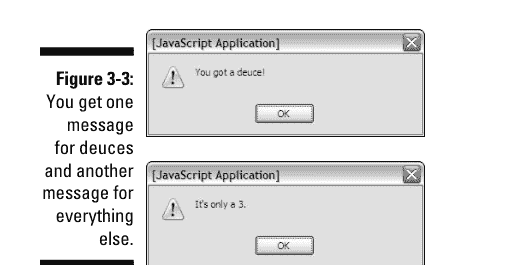 Figure 3-3:
You get one
message
for deuces
and another
message for
everything
else.
[JavaScript Application]
You got a deuce!
OK
[JavaScript Application]
It's only a 3.
OK